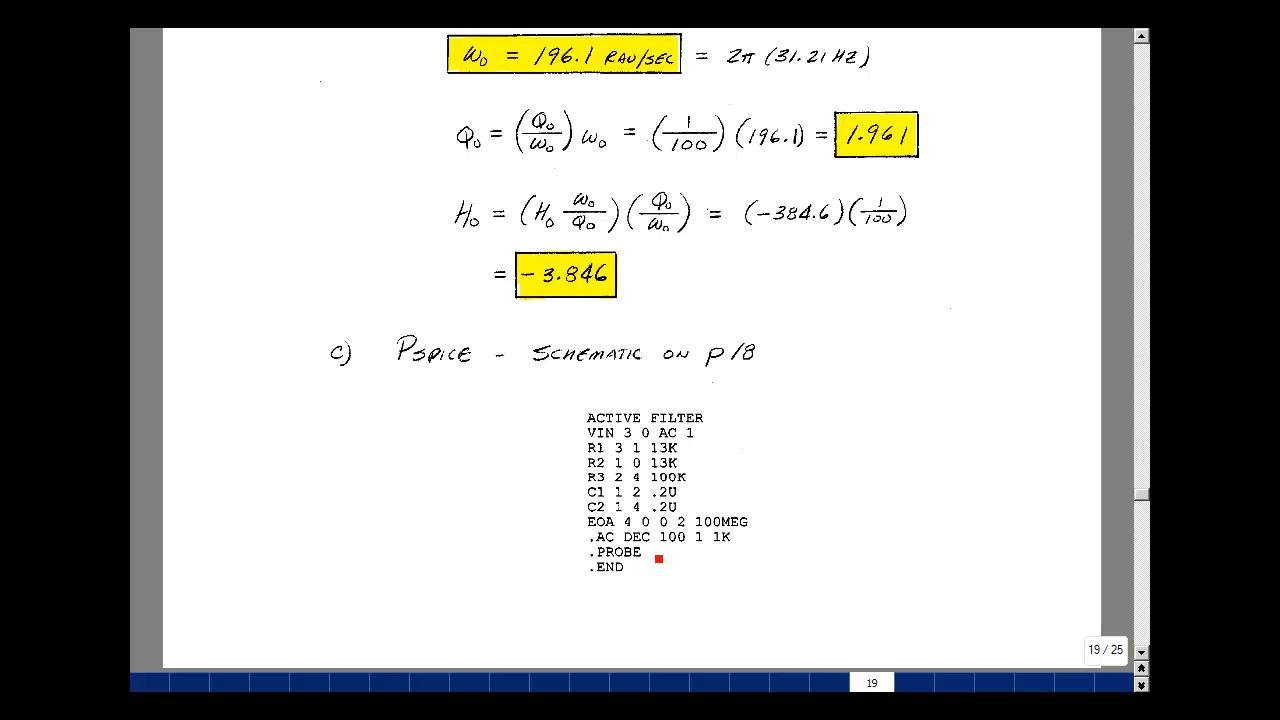 ω₀ = 196.1 RAD/SEC = 2π (31.21 HZ)
Q₀ = (Q₀/ω₀) ω₀ = (1/100) (196.1) = 1.961
H₀ = (H₀ ω₀/Q₀) (Q₀/ω₀) = (-384.6) (1/100)
= -3.846
C) PSPICE - SCHEMATIC ON P/8
ACTIVE FILTER
VIN 3 0 AC 1
R1 3 1 13K
R2 1 0 13K
R3 2 4 100K
C1 1 2 .2U
C2 1 4 .2U
EOA 4 0 0 2 100MEG
.AC DEC 100 1 1K
.PROBE
.END
19 / 25
19